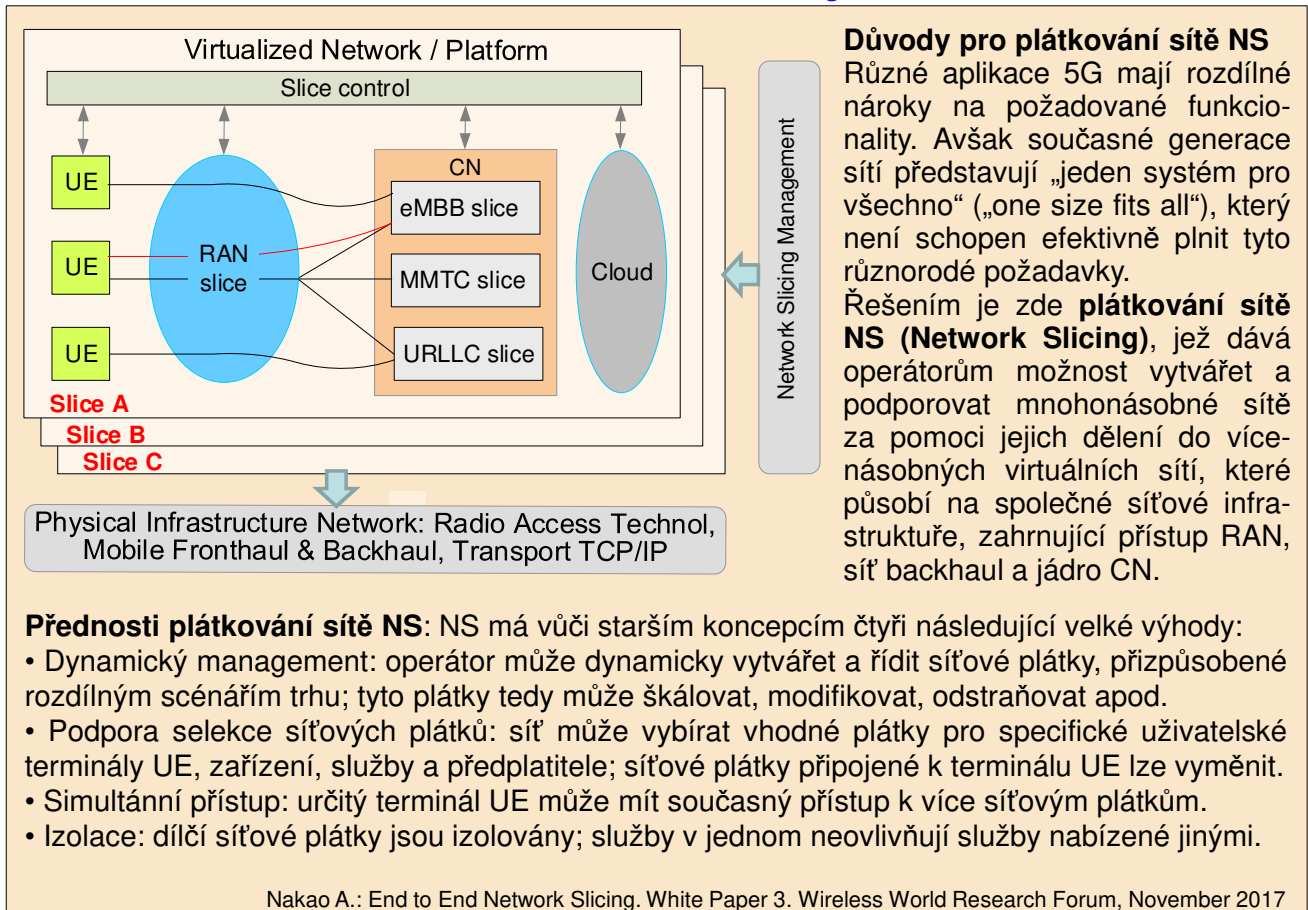 Virtualized Network / Platform
Slice control
UE
UE
UE
RAN
slice
CN
eMBB slice
MMTC slice
URLLC slice
Cloud
Slice A
Slice B
Slice C
Network Slicing Management
Physical Infrastructure Network: Radio Access Technol,
Mobile Fronthaul & Backhaul, Transport TCP/IP
Důvody pro plátkování sítě NS
Různé aplikace 5G mají rozdílné
nároky na požadované funkcio-
nality. Avšak současné generace
sítí představují „jeden systém pro
všechno“ („one size fits all“), který
není schopen efektivně plnit tyto
různorodé požadavky.
Řešením je zde plátkování sítě
NS (Network Slicing), jež dává
operátorům možnost vytvářet a
podporovat mnohonásobné sítě
za pomoci jejich dělení do více-
násobných virtuálních sítí, které
působí na společné síťové infra-
struktuře, zahrnující přístup RAN,
síť backhaul a jádro CN.
Přednosti plátkování sítě NS: NS má vůči starším koncepcím čtyři následující velké výhody:
• Dynamický management: operátor může dynamicky vytvářet a řídit síťové plátky, přizpůsobené
rozdílným scénářím trhu; tyto plátky tedy může škálovat, modifikovat, odstraňovat apod.
• Podpora selekce síťových plátků: síť může vybírat vhodné plátky pro specifické uživatelské
terminály UE, zařízení, služby a předplatitele; síťové plátky připojené k terminálu UE lze vyměnit.
• Simultánní přístup: určitý terminál UE může mít současný přístup k více síťovým plátkům.
• Izolace: dílčí síťové plátky jsou izolovány; služby v jednom neovlivňují služby nabízené jinými.
Nakao A.: End to End Network Slicing. White Paper 3. Wireless World Research Forum, November 2017